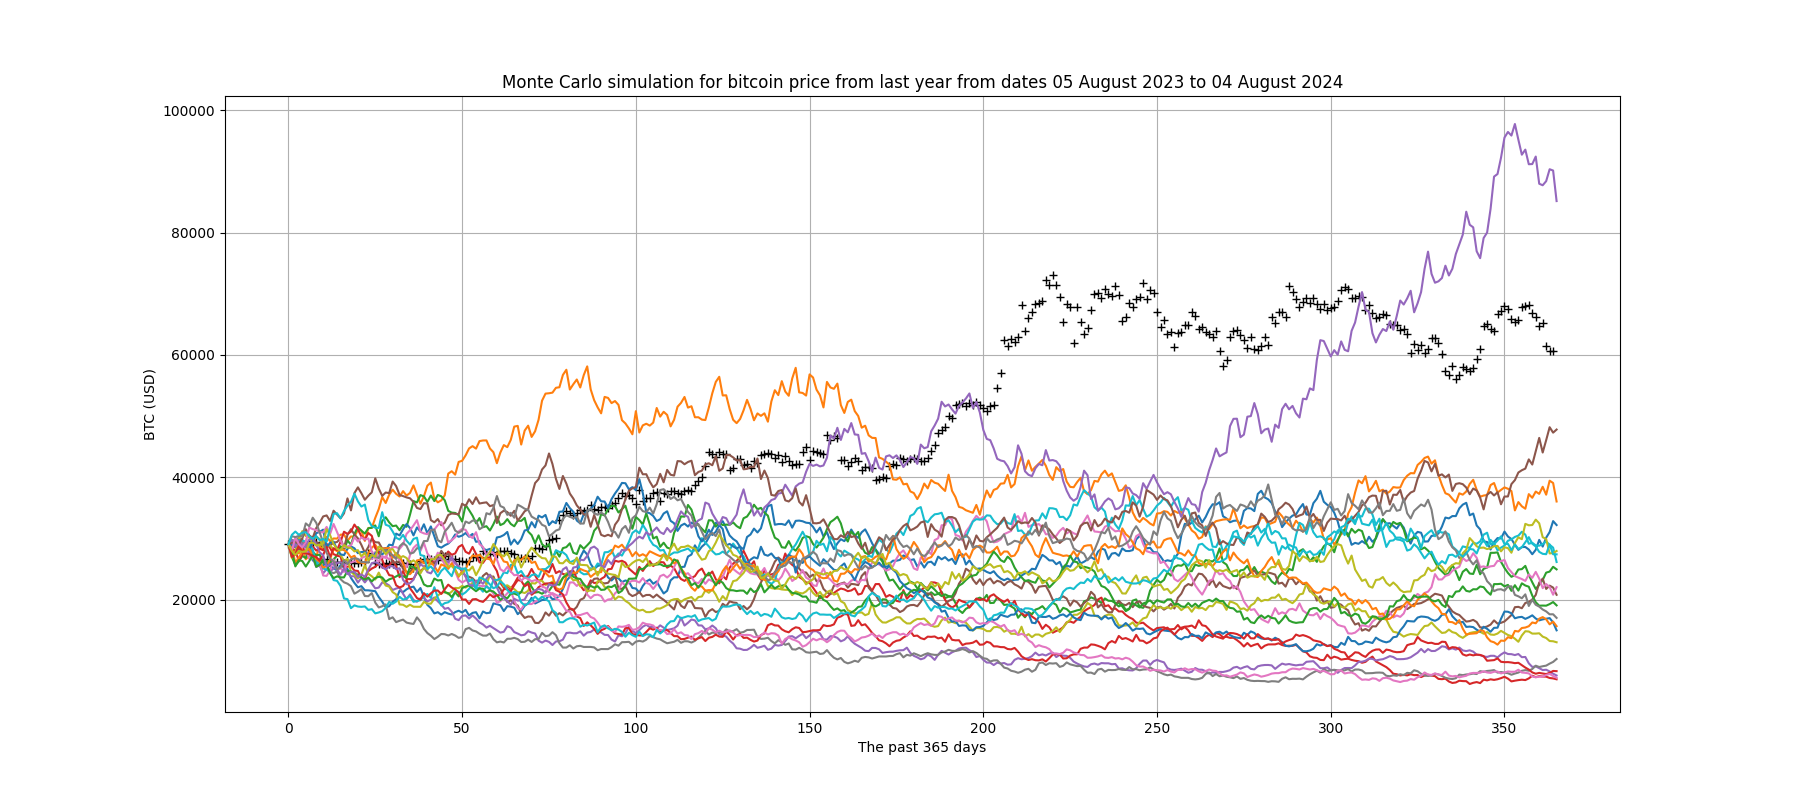 Monte Carlo simulation for bitcoin price from last year from dates 05 August 2023 to 04 August 2024
100000
80000
60000
40000
20000
BTC (USD)
0 50 100 150 200 250 300 350
The past 365 days